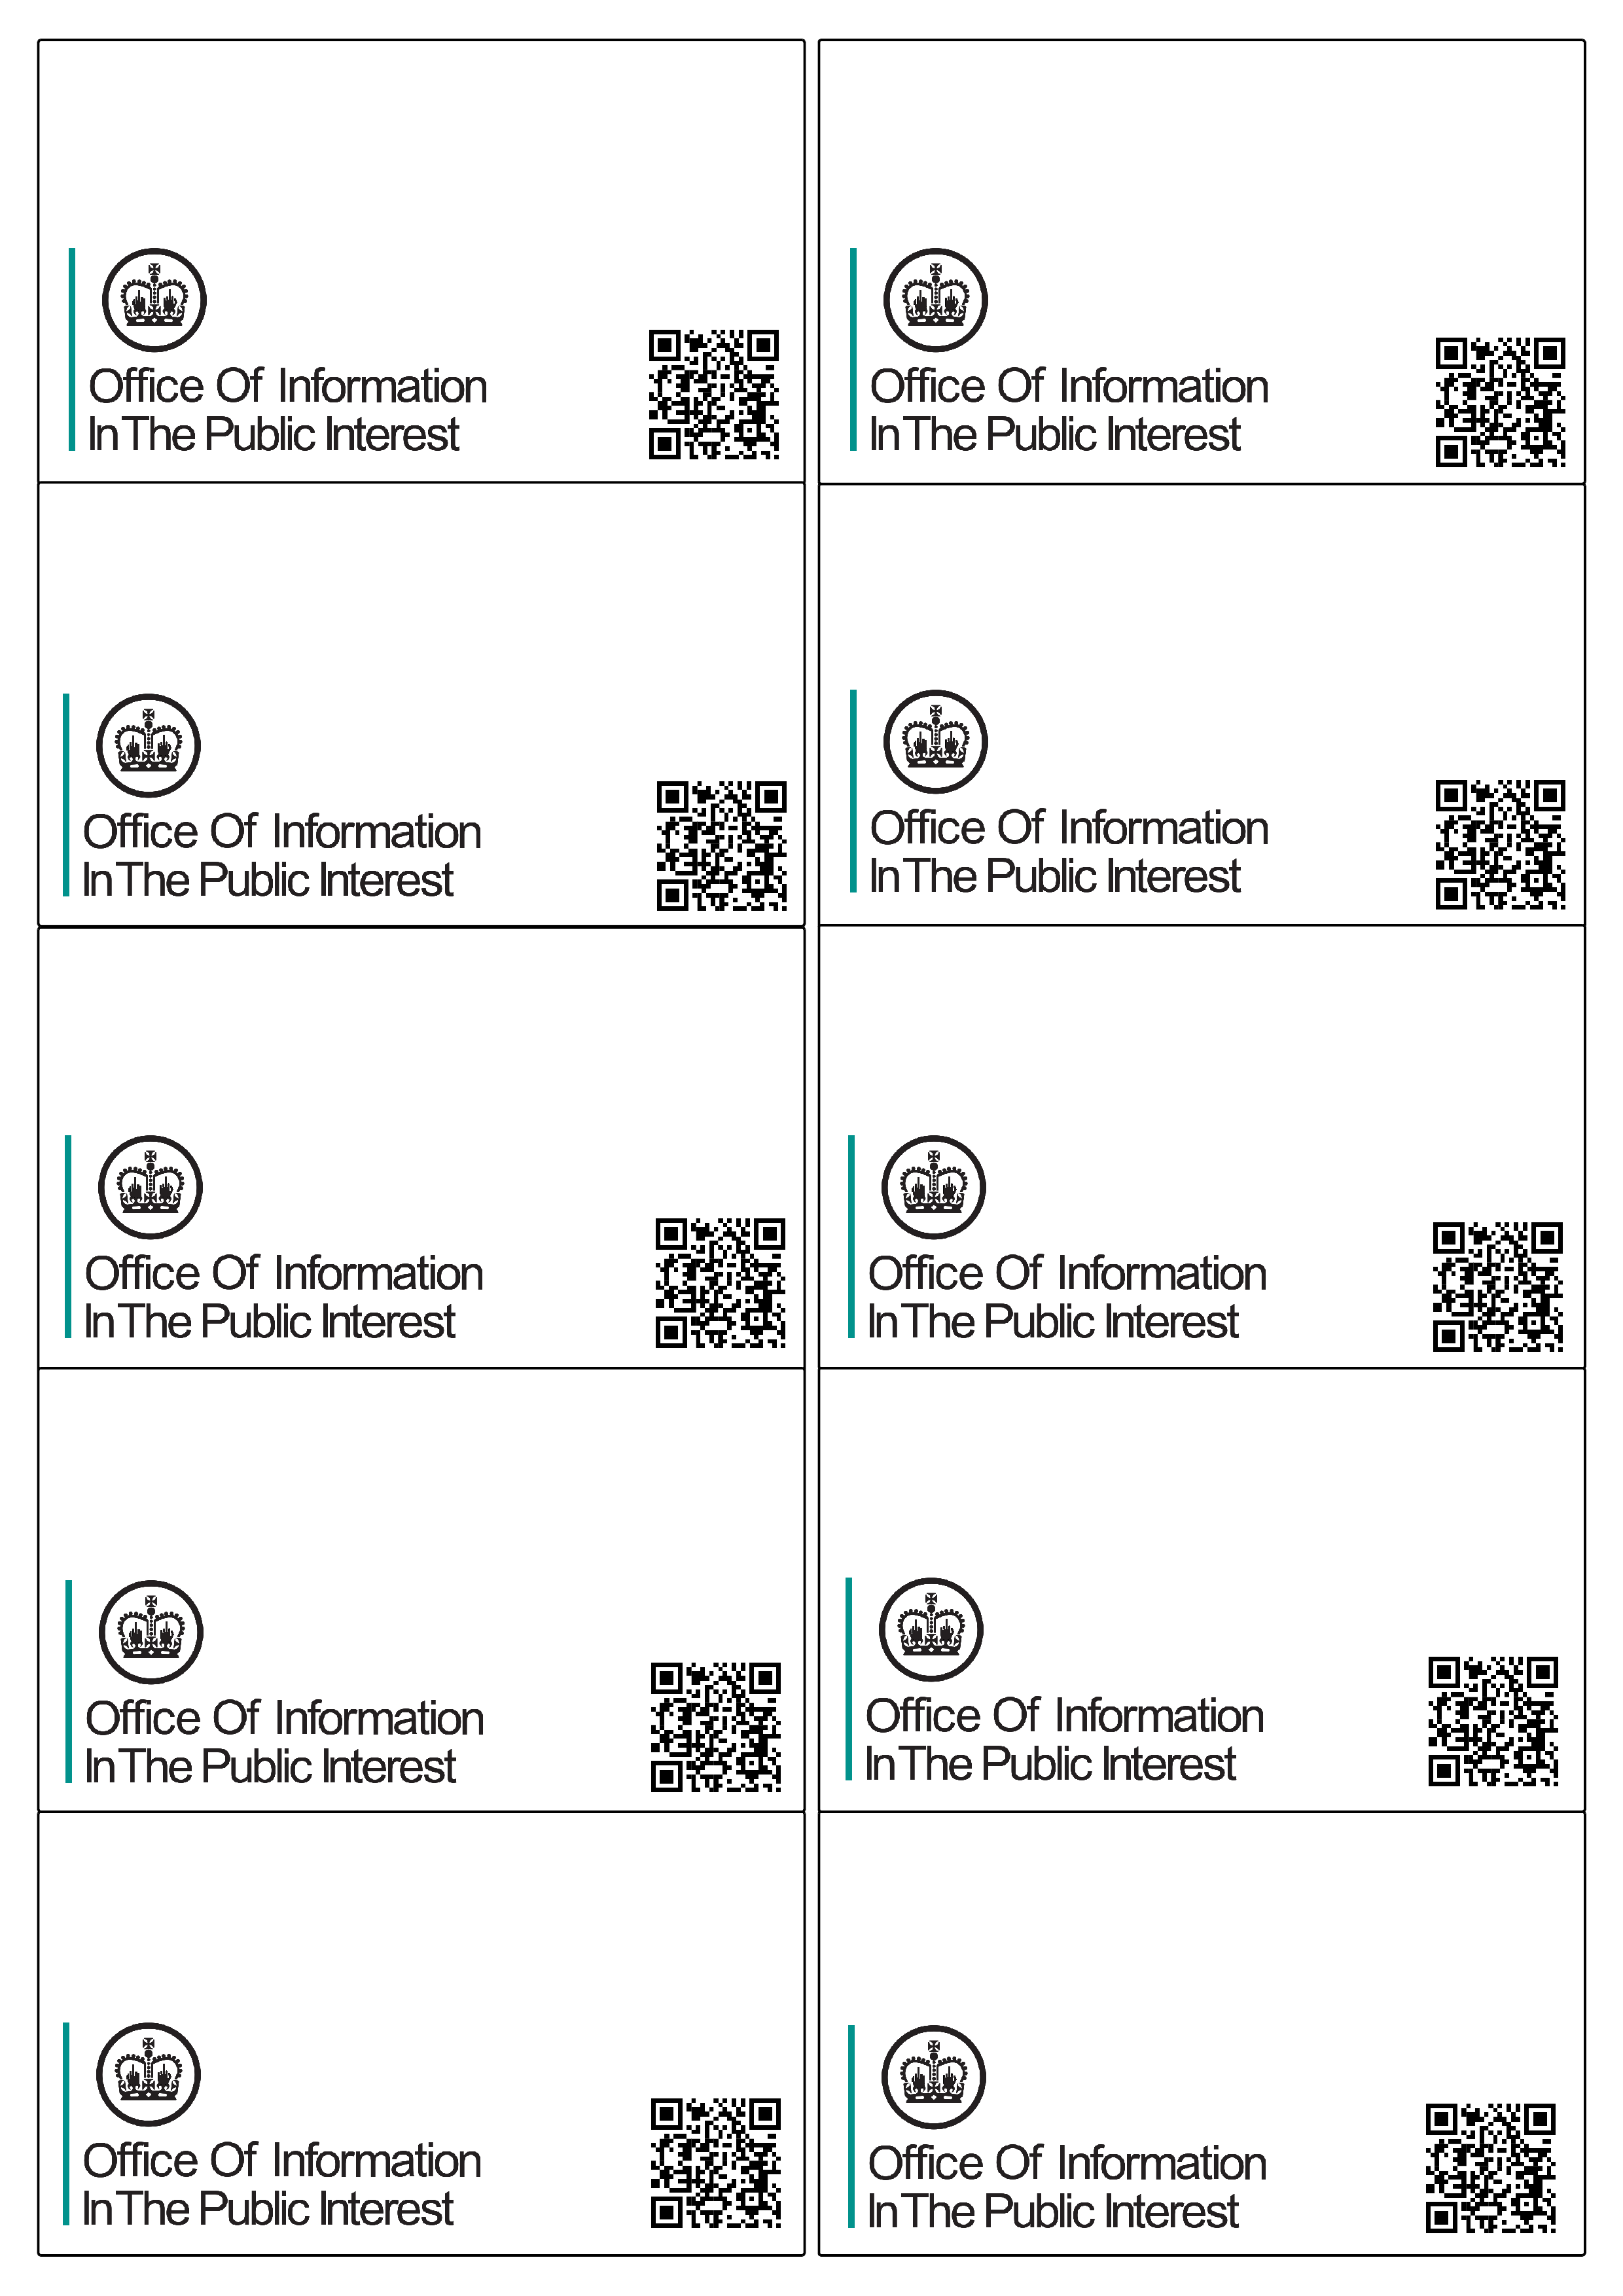 Office Of Information
In The Public Interest
Office Of Information
In The Public Interest
Office Of Information
In The Public Interest
Office Of Information
In The Public Interest
Office Of Information
In The Public Interest
Office Of Information
In The Public Interest
Office Of Information
In The Public Interest
Office Of Information
In The Public Interest
Office Of Information
In The Public Interest
Office Of Information
In The Public Interest